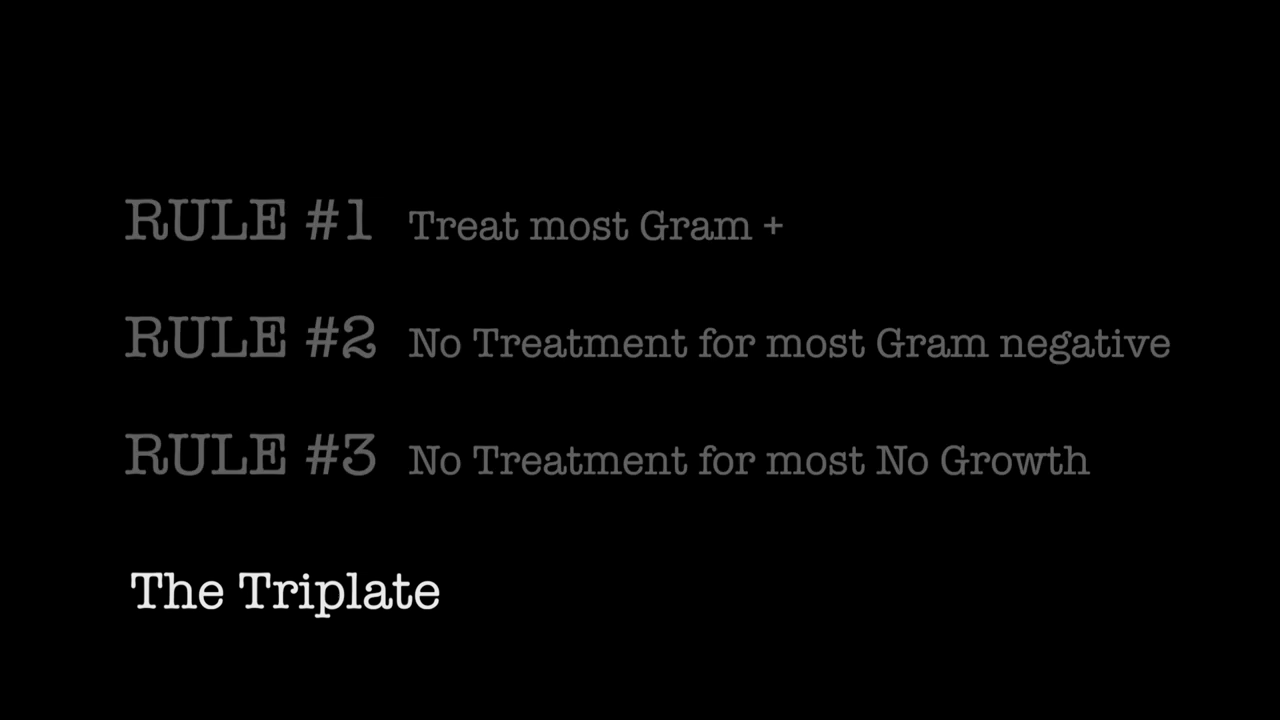 RULE #1 Treat most Gram +
RULE #2 No Treatment for most Gram negative
RULE #3 No Treatment for most No Growth
The Triplate